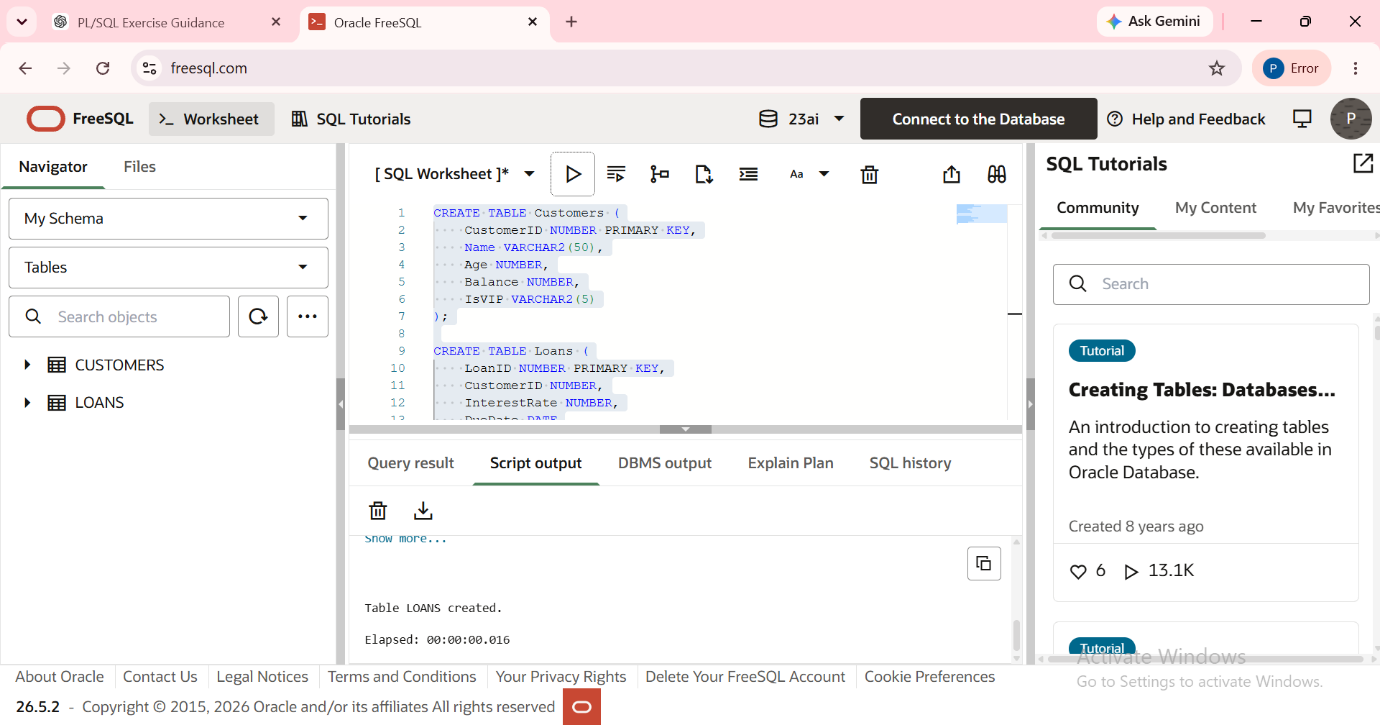 PL/SQL Exercise Guidance
Oracle FreeSQL
Ask Gemini
freesql.com
P
Error
FreeSQL
Worksheet
SQL Tutorials
23ai
Connect to the Database
Help and Feedback
P
Navigator
Files
My Schema
Tables
Search objects
CUSTOMERS
LOANS
[ SQL Worksheet ]*
Aa
1 CREATE TABLE Customers (
2 CustomerID NUMBER PRIMARY KEY,
3 Name VARCHAR2(50),
4 Age NUMBER,
5 Balance NUMBER,
6 IsVIP VARCHAR2(5)
7 );
8
9 CREATE TABLE Loans (
10 LoanID NUMBER PRIMARY KEY,
11 CustomerID NUMBER,
12 InterestRate NUMBER,
13 DueDate DATE
Query result
Script output
DBMS output
Explain Plan
SQL history
Show more...
Table LOANS created.
Elapsed: 00:00:00.016
SQL Tutorials
Community
My Content
My Favorites
Search
Tutorial
Creating Tables: Databases...
An introduction to creating tables
and the types of these available in
Oracle Database.
Created 8 years ago
6
13.1K
Tutorial
Activate Windows
Go to Settings to activate Windows.
About Oracle
Contact Us
Legal Notices
Terms and Conditions
Your Privacy Rights
Delete Your FreeSQL Account
Cookie Preferences
26.5.2 - Copyright © 2015, 2026 Oracle and/or its affiliates All rights reserved